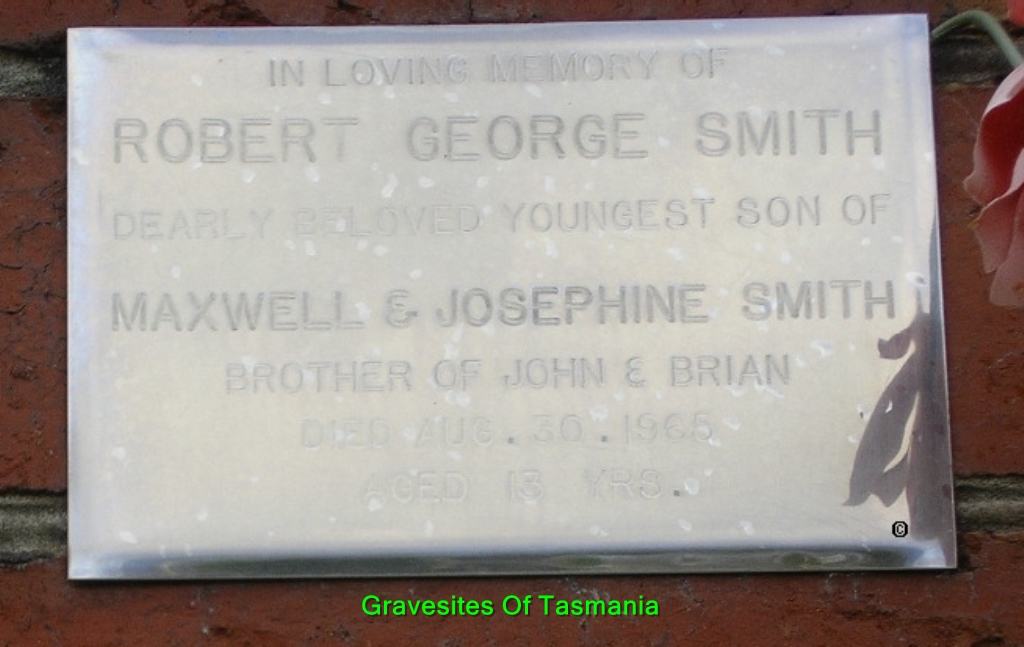 IN LOVING MEMORY OF
ROBERT GEORGE SMITH
DEARLY BELOVED YOUNGEST SON OF
MAXWELL & JOSEPHINE SMITH
BROTHER OF JOHN & BRIAN
DIED AUG. 30. 1965
AGED 13 YRS.
©
Gravesites Of Tasmania